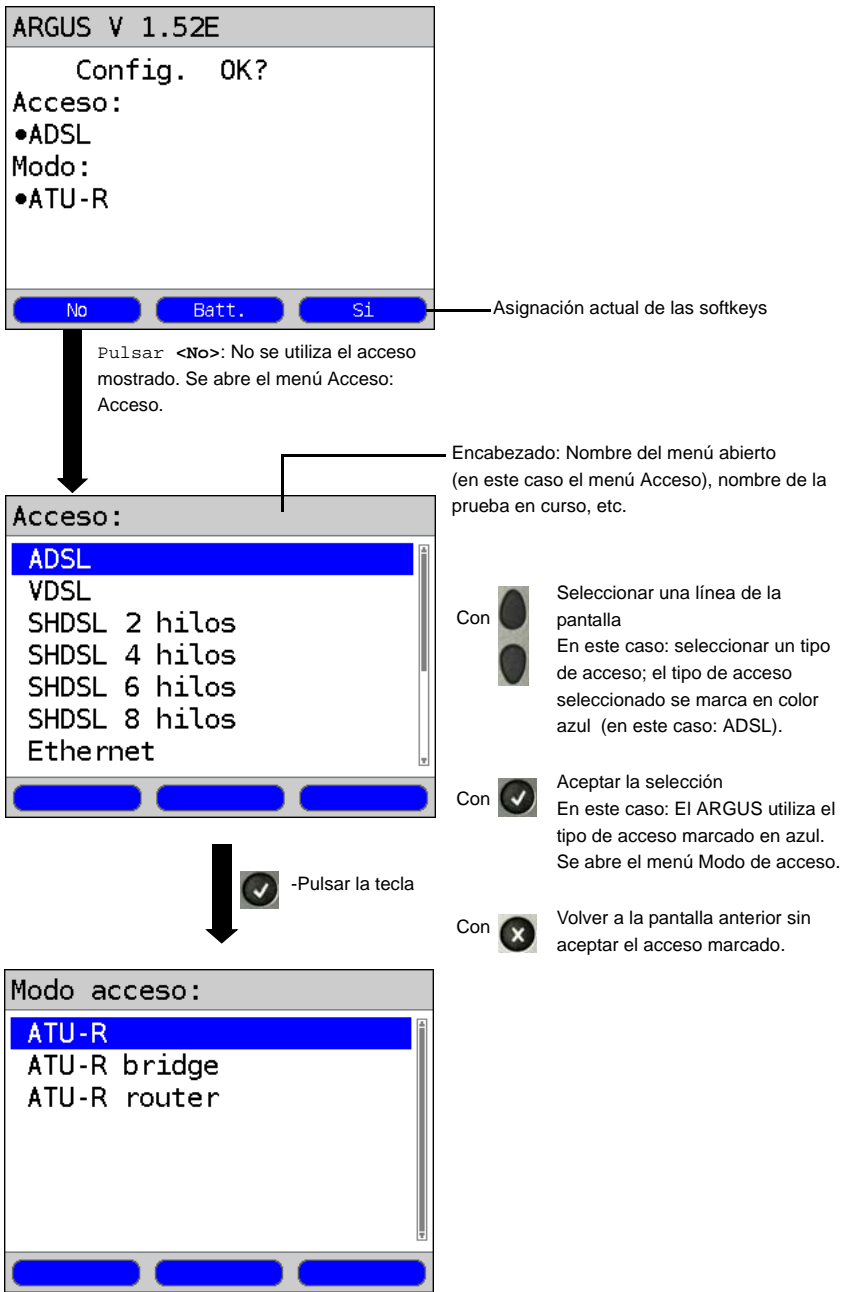 ARGUS V 1.52E
Config. OK?
Acceso:
•ADSL
Modo:
•ATU-R
No Batt. Si
Asignación actual de las softkeys
Pulsar <No>: No se utiliza el acceso
mostrado. Se abre el menú Acceso:
Acceso.
Encabezado: Nombre del menú abierto
(en este caso el menú Acceso), nombre de la
prueba en curso, etc.
Acceso:
ADSL
VDSL
SHDSL 2 hilos
SHDSL 4 hilos
SHDSL 6 hilos
SHDSL 8 hilos
Ethernet
Con
Seleccionar una línea de la
pantalla
En este caso: seleccionar un tipo
de acceso; el tipo de acceso
seleccionado se marca en color
azul (en este caso: ADSL).
Con
Aceptar la selección
En este caso: El ARGUS utiliza el
tipo de acceso marcado en azul.
Se abre el menú Modo de acceso.
-Pulsar la tecla
Con
Volver a la pantalla anterior sin
aceptar el acceso marcado.
Modo acceso:
ATU-R
ATU-R bridge
ATU-R router